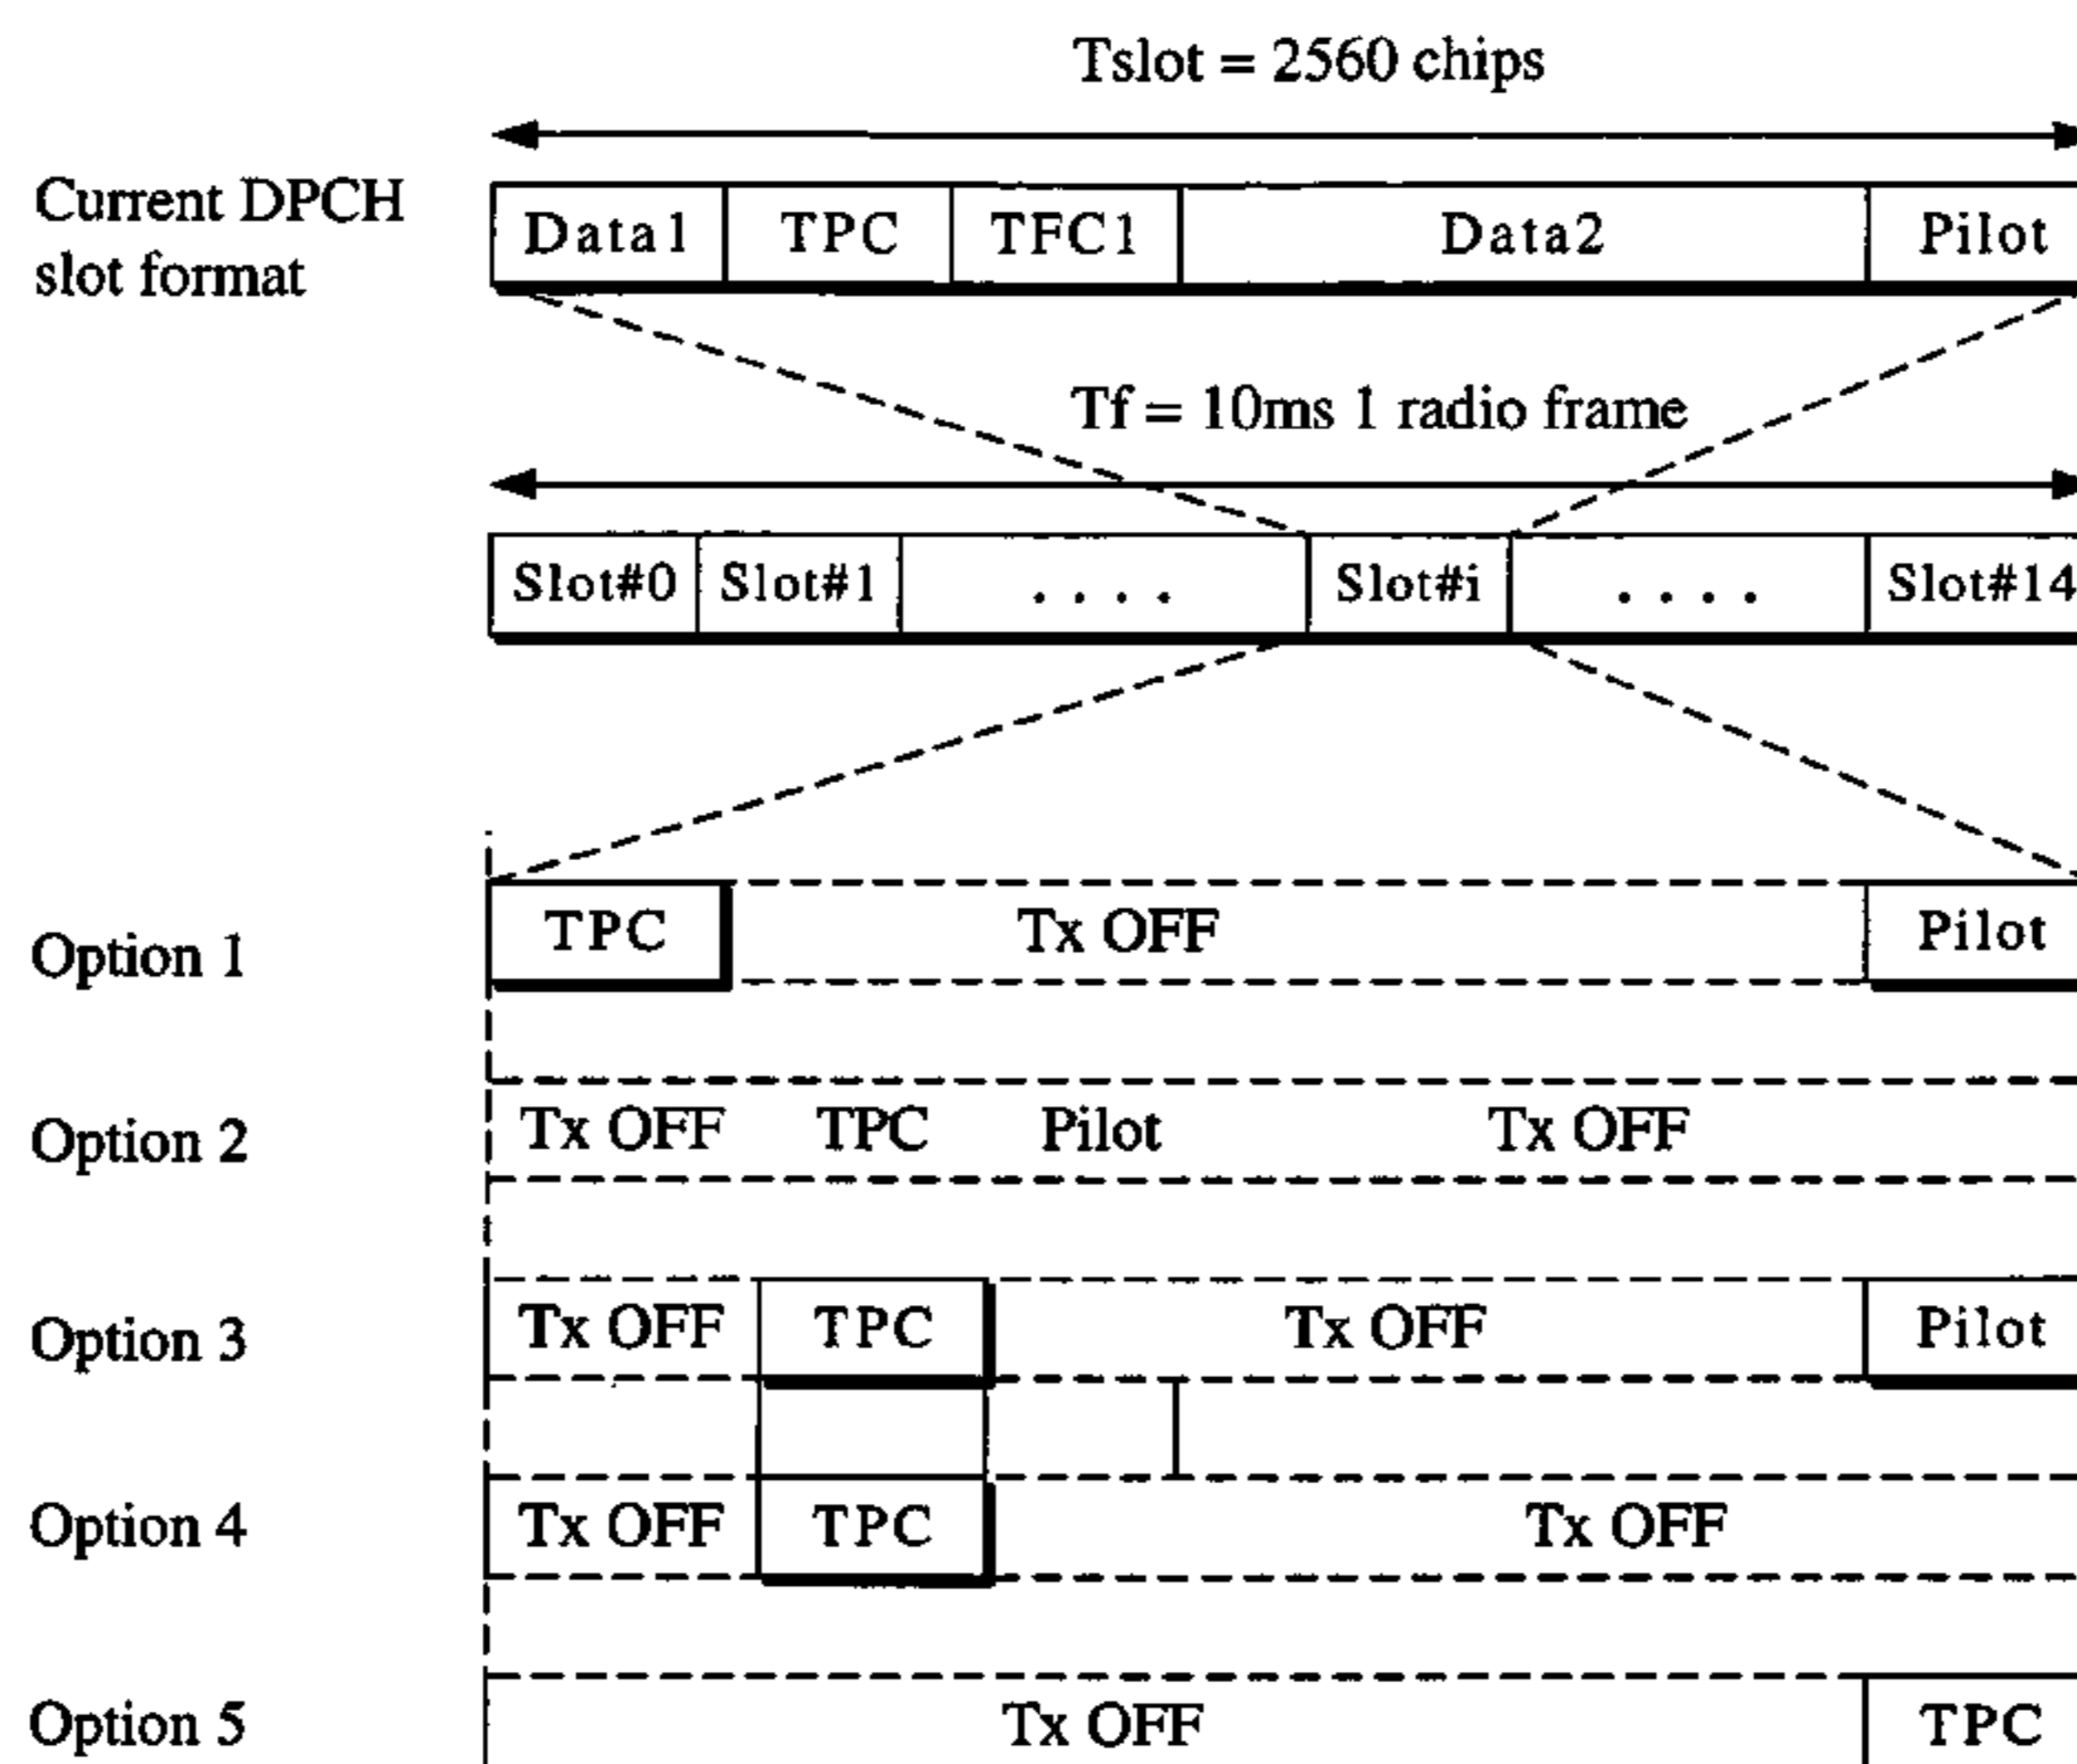 Tslot = 2560 chips
Current DPCH
slot format
Data1 TPC TFC1 Data2 Pilot
Tf = 10ms 1 radio frame
Slot#0 Slot#1 .... Slot#i .... Slot#14
Option 1 TPC Tx OFF Pilot
Option 2 Tx OFF TPC Pilot Tx OFF
Option 3 Tx OFF TPC Tx OFF Pilot
Option 4 Tx OFF TPC Tx OFF
Option 5 Tx OFF TPC